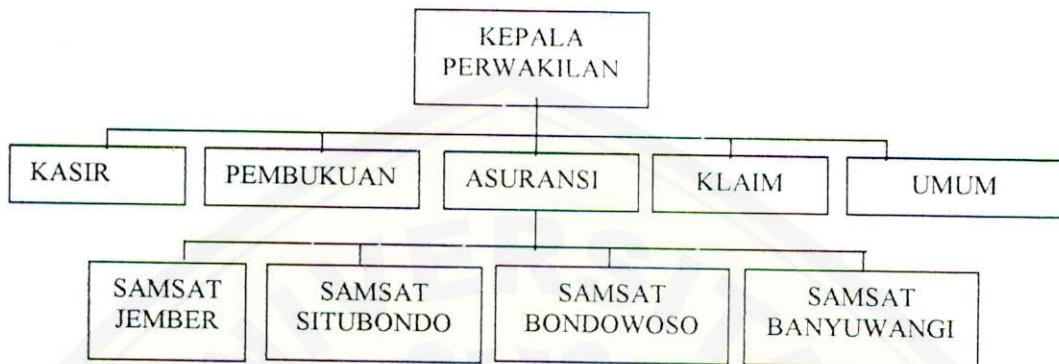 KEPALA
PERWAKILAN
KASIR
PEMBUKUAN
ASURANSI
KLAIM
UMUM
SAMSAT
JEMBER
SAMSAT
SITUBONDO
SAMSAT
BONDOWOSO
SAMSAT
BANYUWANGI